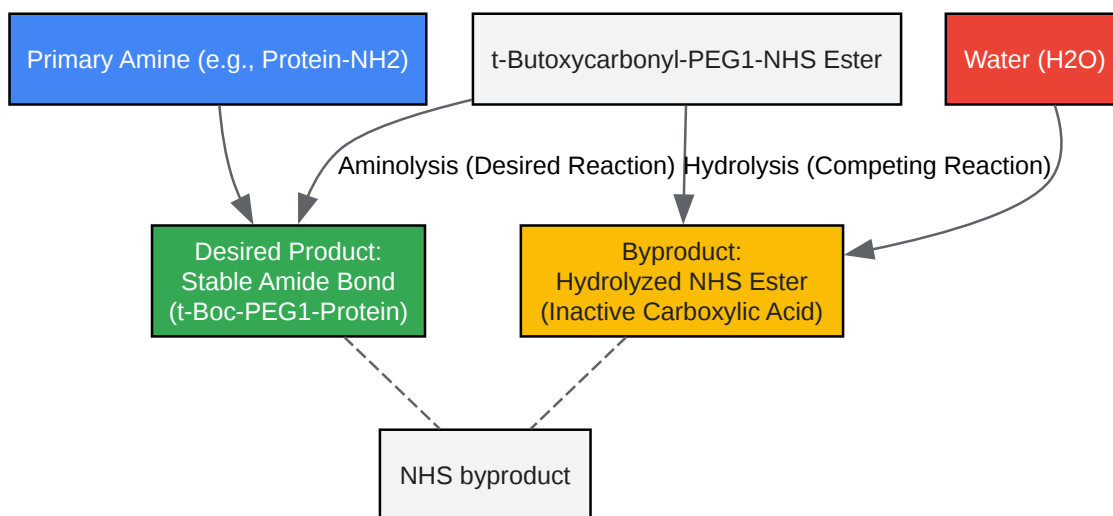 Primary Amine (e.g., Protein-NH2)
t-Butoxycarbonyl-PEG1-NHS Ester
Water (H2O)
Aminolysis (Desired Reaction)
Hydrolysis (Competing Reaction)
Desired Product:
Stable Amide Bond
(t-Boc-PEG1-Protein)
Byproduct:
Hydrolyzed NHS Ester
(Inactive Carboxylic Acid)
NHS byproduct